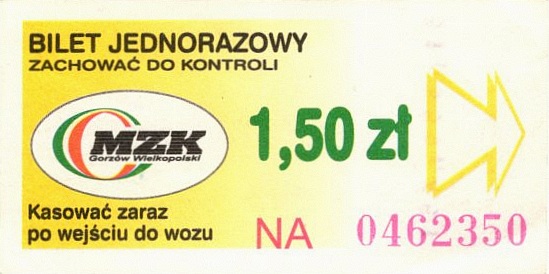 BILET JEDNORAZOWY
ZACHOWAĆ DO KONTROLI
MZK
Gorzów Wielkopolski
1,50 zł
Kasować zaraz
po wejściu do wozu
NA 0462350